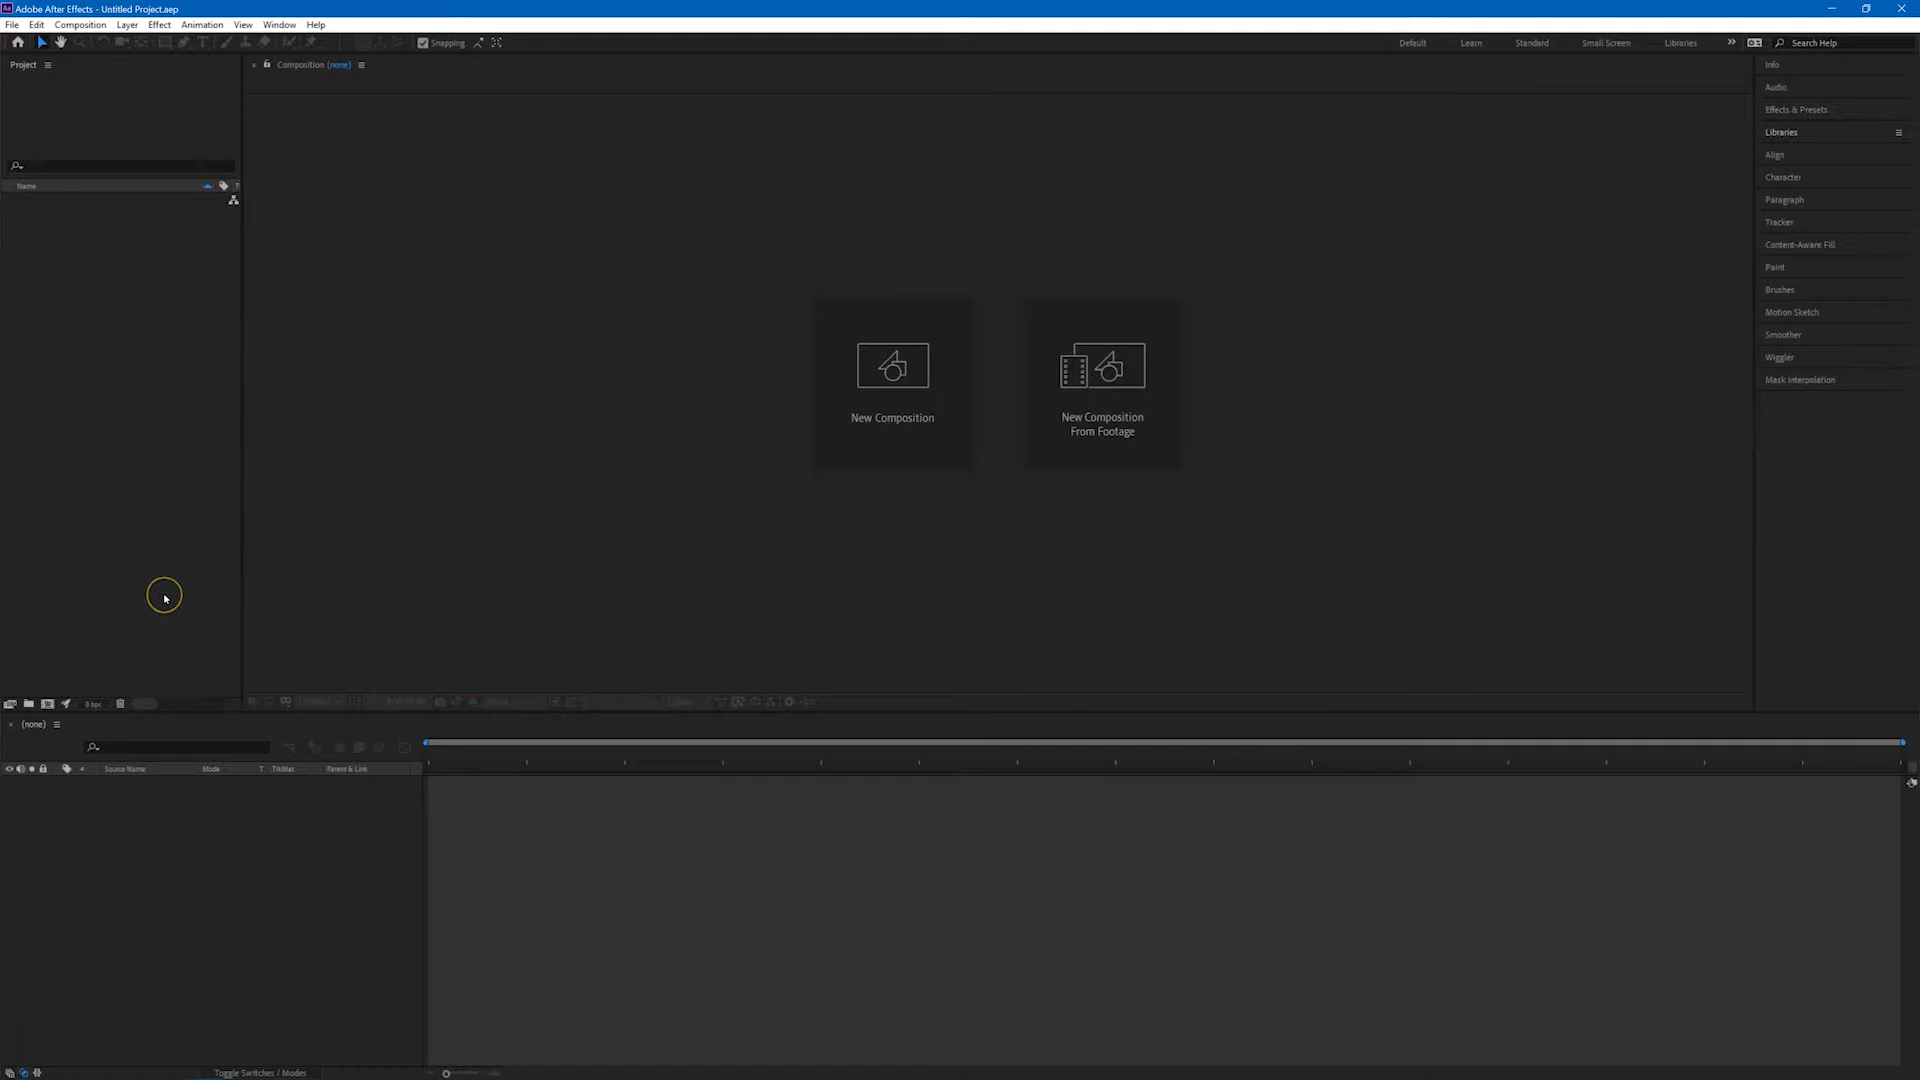 Adobe After Effects - Untitled Project.aep
File Edit Composition Layer Effect Animation View Window Help
Snapping Default Learn Standard Small Screen Libraries Search Help
Project
Composition (none)
Name
New Composition
New Composition
From Footage
Info
Audio
Effects & Presets
Libraries
Align
Character
Paragraph
Tracker
Content-Aware Fill
Paint
Brushes
Motion Sketch
Smoother
Wiggler
Mask Interpolation
8 bpc
(none)
# Source Name Mode T .TrkMat Parent & Link
Toggle Switches / Modes